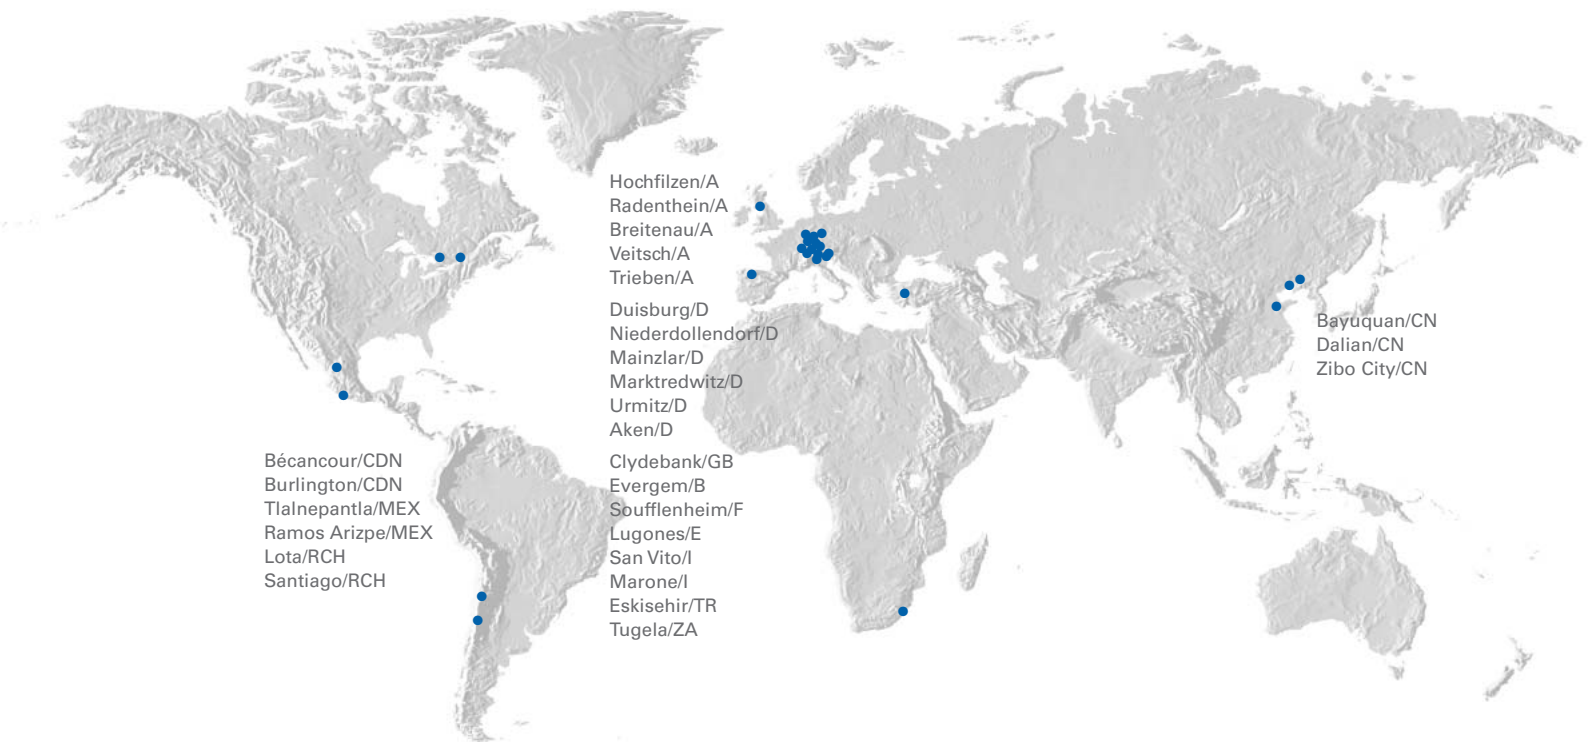 Hochfilzen/A
Radenthein/A
Breitenau/A
Veitsch/A
Trieben/A
Duisburg/D
Niederdollendorf/D
Mainzlar/D
Marktredwitz/D
Urmitz/D
Aken/D
Clydebank/GB
Evergem/B
Soufflenheim/F
Lugones/E
San Vito/I
Marone/I
Eskisehir/TR
Tugela/ZA
Bécancour/CDN
Burlington/CDN
Tlalnepantla/MEX
Ramos Arizpe/MEX
Lota/RCH
Santiago/RCH
Bayuquan/CN
Dalian/CN
Zibo City/CN